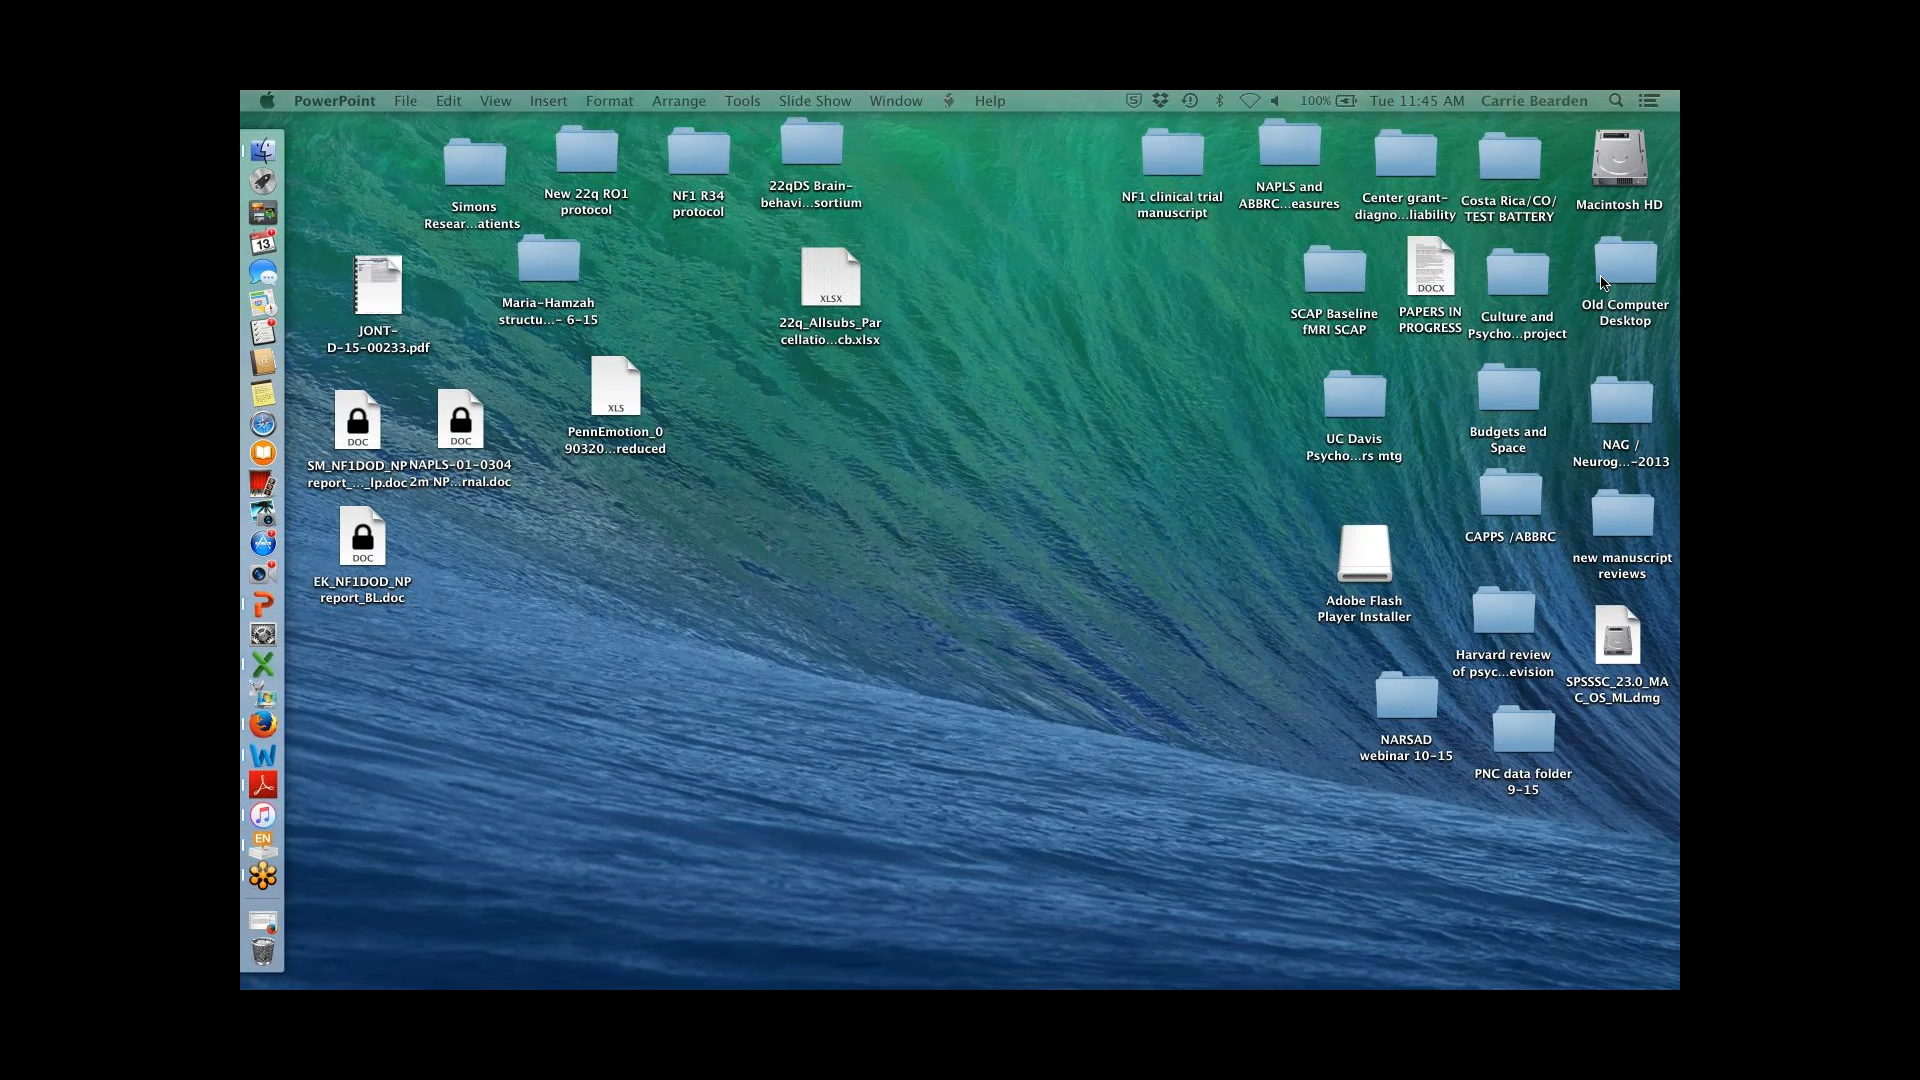 PowerPoint File Edit View Insert Format Arrange Tools Slide Show Window Help 100% Tue 11:45 AM Carrie Bearden
Simons
Resear...atients
New 22q RO1
protocol
NF1 R34
protocol
22qDS Brain-
behavi...sortium
NF1 clinical trial
manuscript
NAPLS and
ABBRC...easures
Center grant-
diagno...liability
Costa Rica/CO/
TEST BATTERY
Macintosh HD
13
JONT-
D-15-00233.pdf
Maria-Hamzah
structu...- 6-15
XLSX
22q_Allsubs_Par
cellatio...cb.xlsx
SCAP Baseline
fMRI SCAP
DOCX
PAPERS IN
PROGRESS
Culture and
Psycho...project
Old Computer
Desktop
DOC
SM_NF1DOD_NP
report_..._lp.doc
DOC
NAPLS-01-0304
2m NP...rnal.doc
XLS
PennEmotion_0
90320...reduced
UC Davis
Psycho...rs mtg
Budgets and
Space
NAG /
Neurog...-2013
DOC
EK_NF1DOD_NP
report_BL.doc
CAPPS /ABBRC
new manuscript
reviews
Adobe Flash
Player Installer
Harvard review
of psyc...evision
SPSSSC_23.0_MA
C_OS_ML.dmg
NARSAD
webinar 10-15
PNC data folder
9-15
EN